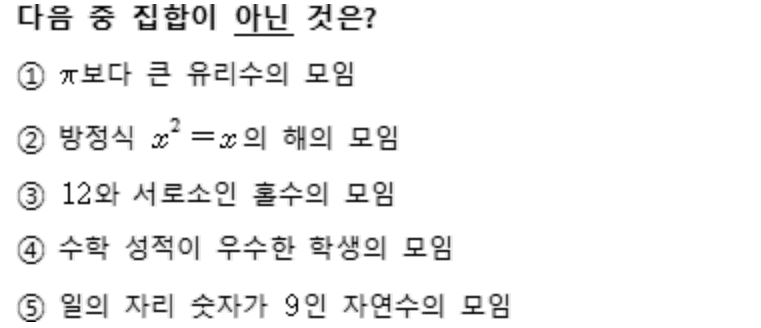 다음 중 집합이 아닌 것은?
① π보다 큰 유리수의 모임
② 방정식 x² = x의 해의 모임
③ 12와 서로소인 홀수의 모임
④ 수학 성적이 우수한 학생의 모임
⑤ 일의 자리 숫자가 9인 자연수의 모임